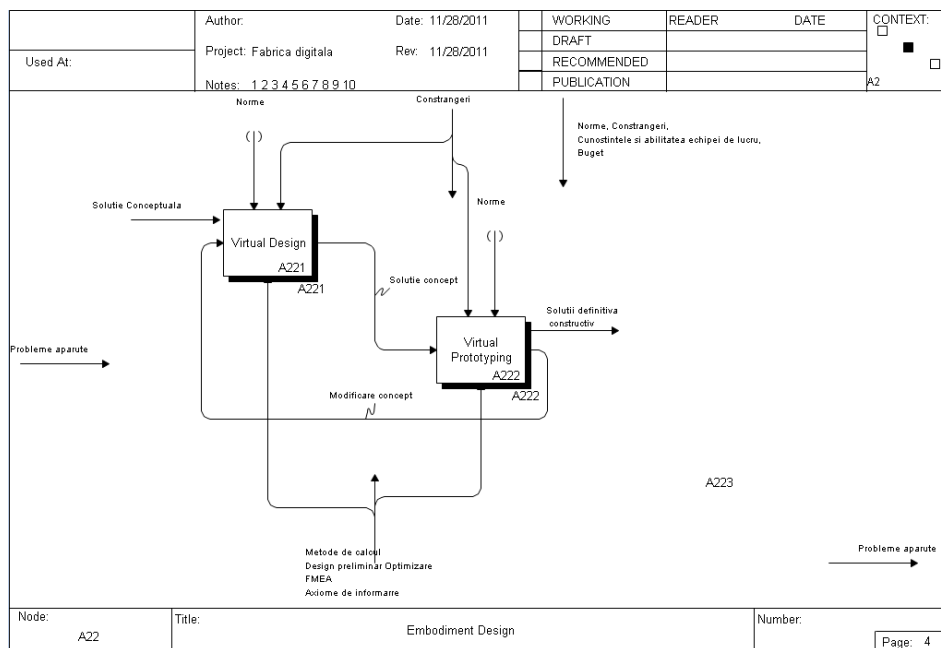 Used At:
Author:
Date: 11/28/2011
Project: Fabrica digitala
Rev: 11/28/2011
Notes: 1 2 3 4 5 6 7 8 9 10
WORKING
DRAFT
RECOMMENDED
PUBLICATION
READER
DATE
CONTEXT:
A2
Norme
Constrangeri
Norme, Constrangeri,
Cunostintele si abilitatea echipei de lucru,
Buget
( )
Solutie Conceptuala
Norme
Virtual Design
A221
A221
( )
Solutie concept
Solutii definitiva
constructiv
Virtual
Prototyping
A222
A222
Probleme aparute
Modificare concept
A223
Metode de calcul
Design preliminar Optimizare
FMEA
Axiome de informarre
Probleme aparute
Node:
A22
Title:
Embodiment Design
Number:
Page: 4